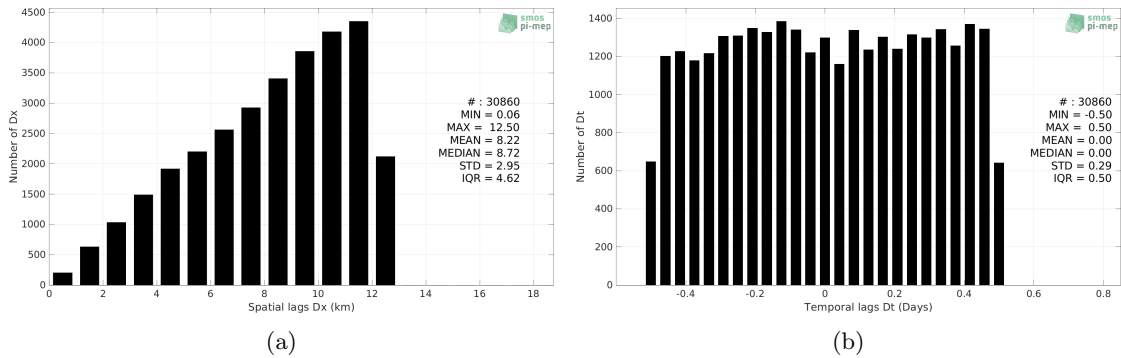 4500
4000
3500
3000
2500
2000
1500
1000
500
0
Number of Dx
0 2 4 6 8 10 12 14 16 18
Spatial lags Dx (km)
smos
pi-mep
# : 30860
MIN = 0.06
MAX = 12.50
MEAN = 8.22
MEDIAN = 8.72
STD = 2.95
IQR = 4.62
(a)
1400
1200
1000
800
600
400
200
0
Number of Dt
-0.4 -0.2 0 0.2 0.4 0.6 0.8
Temporal lags Dt (Days)
smos
pi-mep
# : 30860
MIN = -0.50
MAX = 0.50
MEAN = 0.00
MEDIAN = 0.00
STD = 0.29
IQR = 0.50
(b)